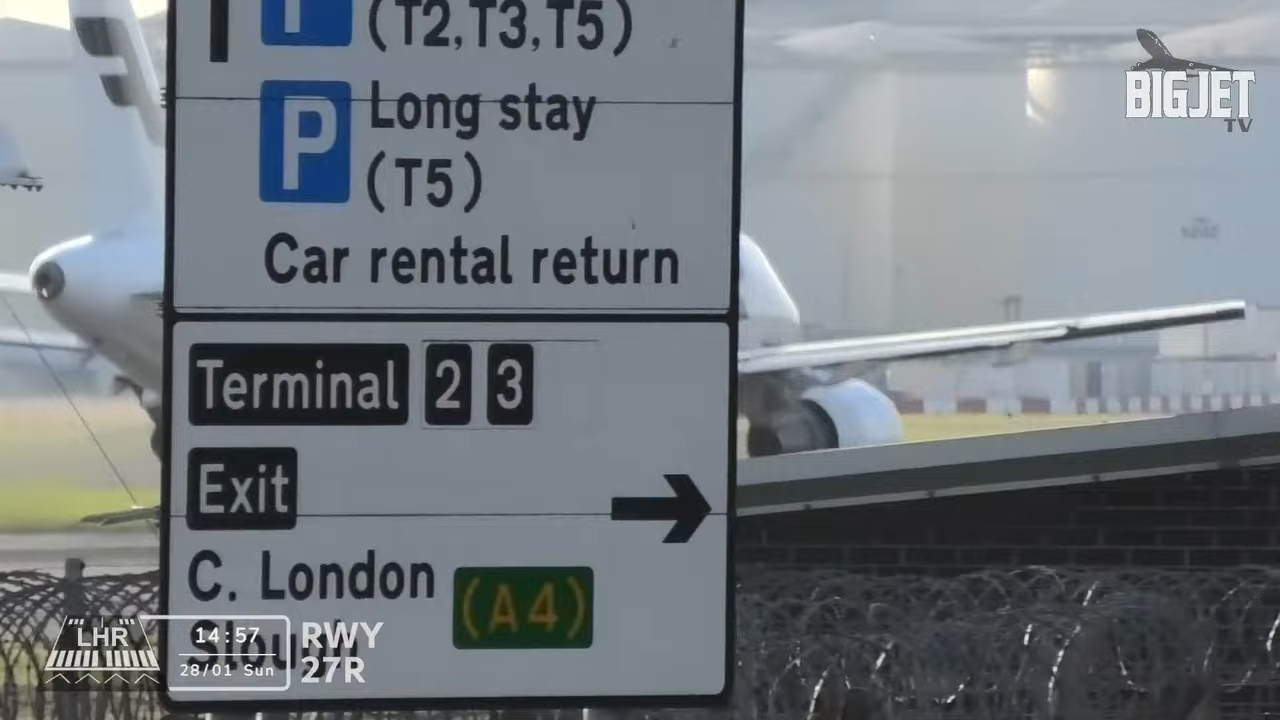 (T2,T3,T5)
P Long stay
(T5)
Car rental return
Terminal 2 3
Exit
C. London
(A4)
Slough
BIGJET
TV
LHR
14:57
28/01 Sun
RWY
27R